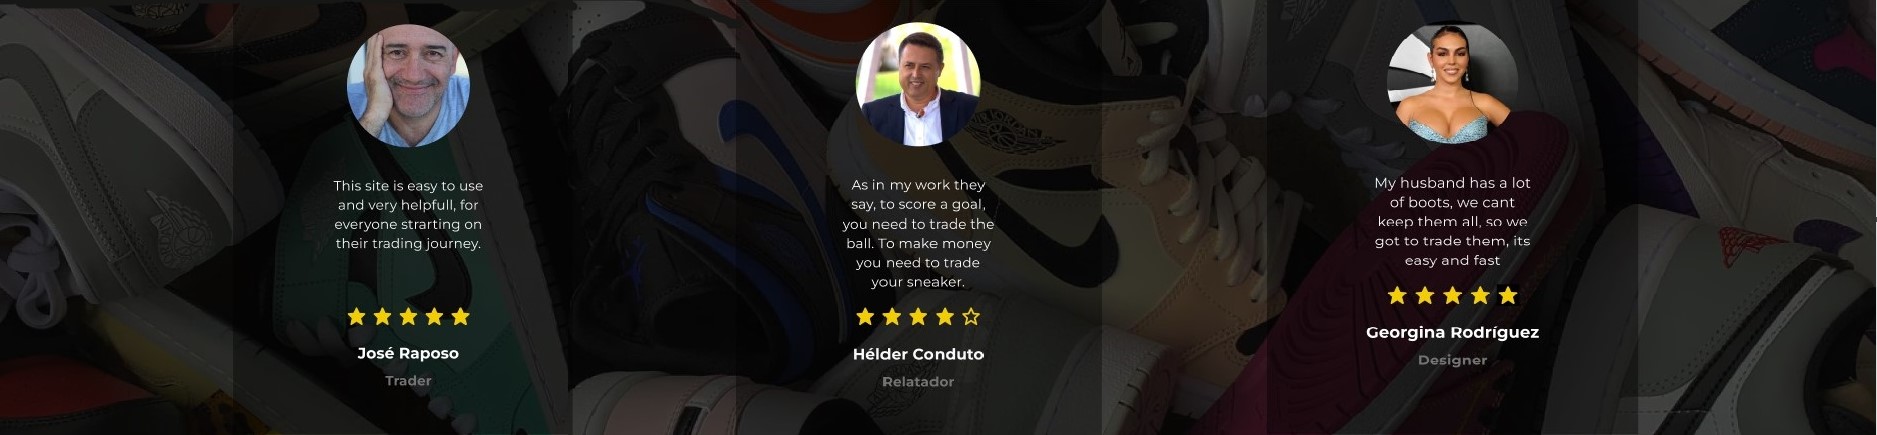 This site is easy to use
and very helpfull, for
everyone strarting on
their trading journey.
José Raposo
Trader
As in my work they
say, to score a goal,
you need to trade the
ball. To make money
you need to trade
your sneaker.
Hélder Conduto
Relatador
My husband has a lot
of boots, we cant
keep them all, so we
got to trade them, its
easy and fast
Georgina Rodríguez
Designer